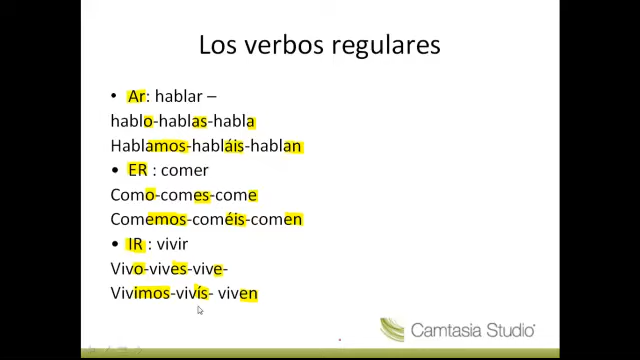 Los verbos regulares
• Ar: hablar –
hablo-hablas-habla
Hablamos-habláis-hablan
• ER : comer
Como-comes-come
Comemos-coméis-comen
• IR : vivir
Vivo-vives-vive-
Vivimos-vivís- viven
Camtasia Studio